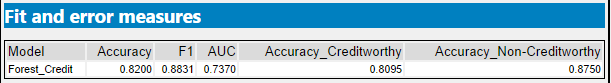 Fit and error measures
Model Accuracy F1 AUC Accuracy_Creditworthy Accuracy_Non-Creditworthy
Forest_Credit 0.8200 0.8831 0.7370 0.8095 0.8750